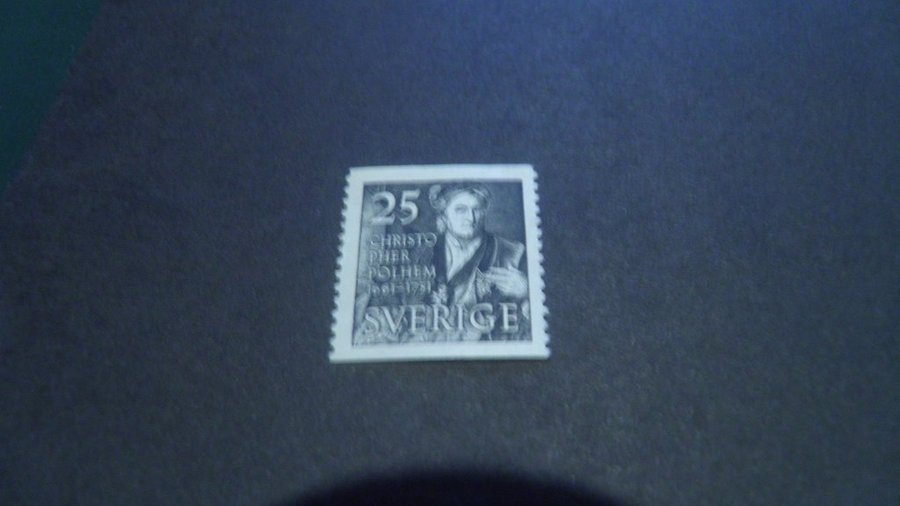 25
CHRISTO
PHER
POLHEM
1661-1751
SVERIGE